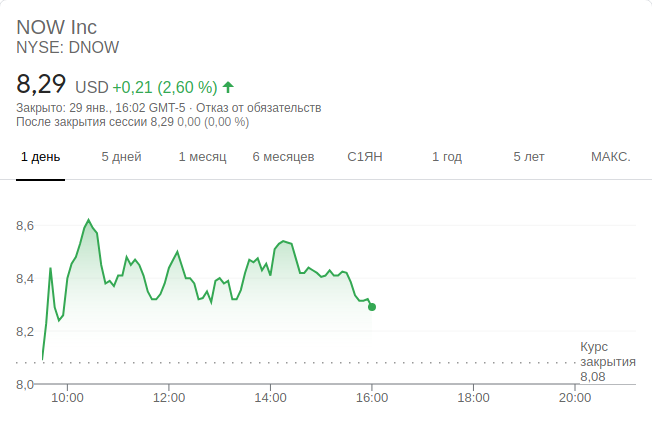 NOW Inc
NYSE: DNOW
8,29 USD +0,21 (2,60 %)
Закрыто: 29 янв., 16:02 GMT-5 · Отказ от обязательств
После закрытия сессии 8,29 0,00 (0,00 %)
1 день 5 дней 1 месяц 6 месяцев С1ЯН 1 год 5 лет МАКС.
8,6
8,4
8,2
Курс
закрытия
8,08
8,0
10:00 12:00 14:00 16:00 18:00 20:00